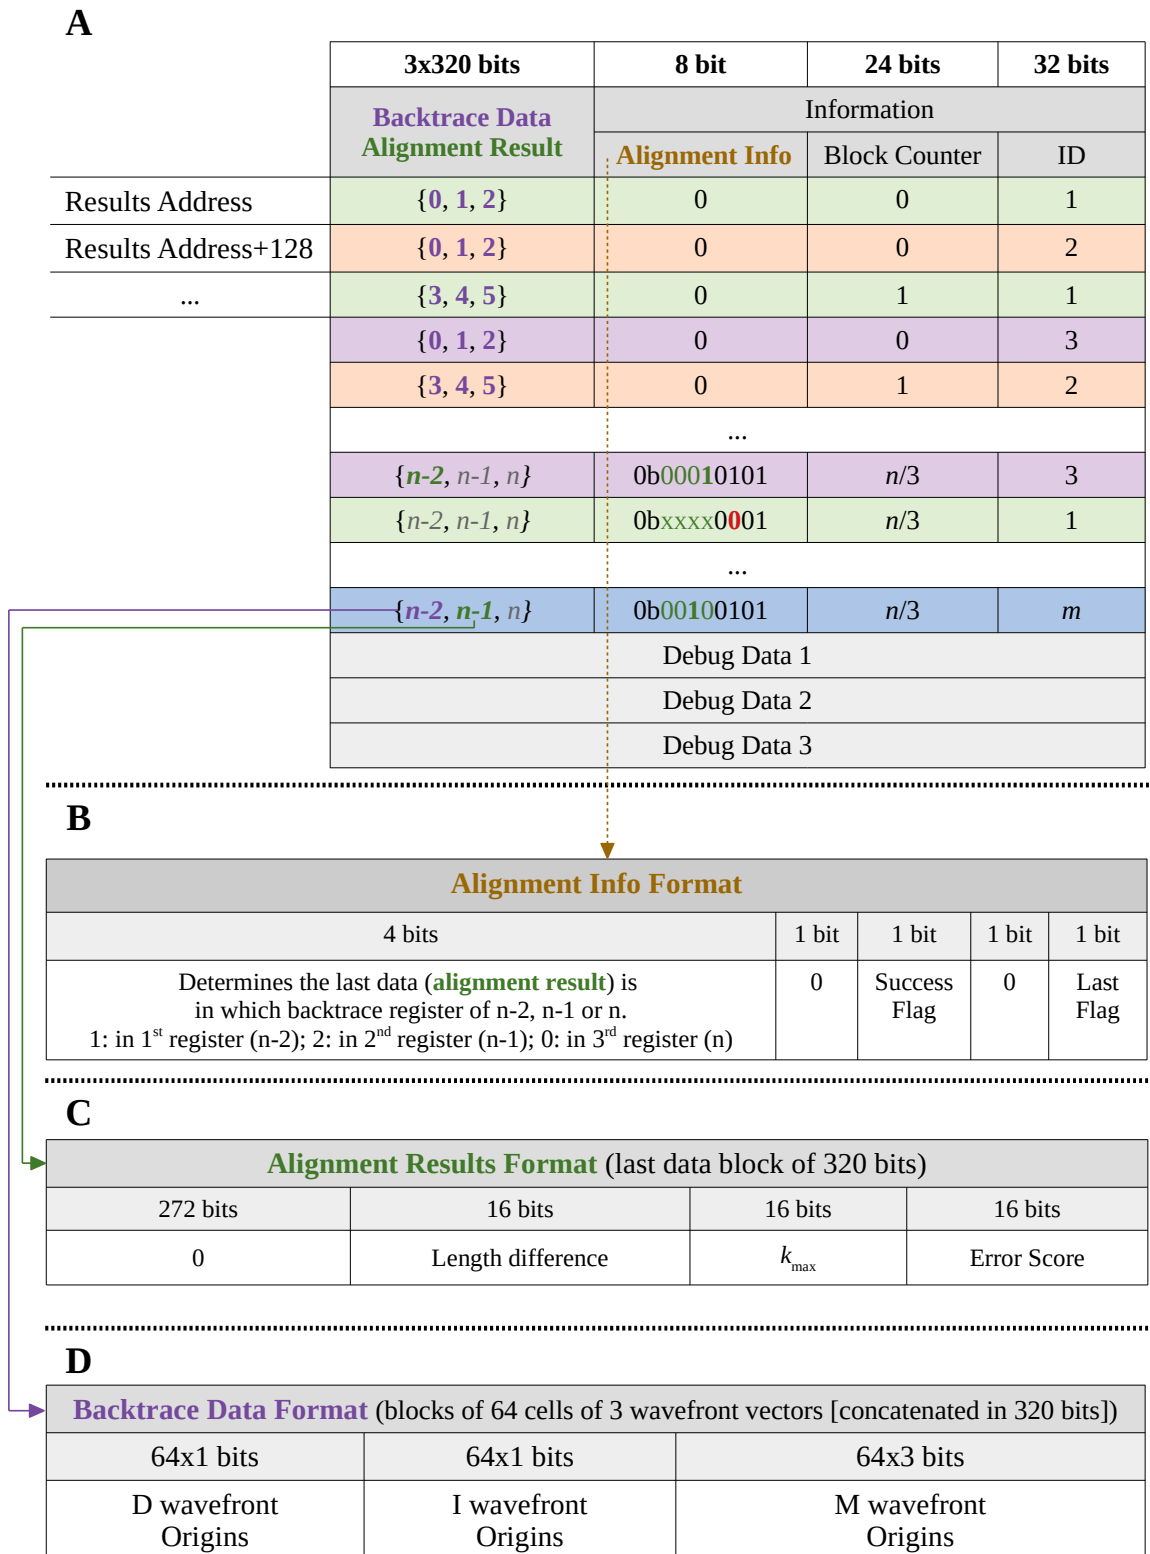 A
3x320 bits 8 bit 24 bits 32 bits
Backtrace Data
Alignment Result
Information
Alignment Info Block Counter ID
Results Address {0, 1, 2} 0 0 1
Results Address+128 {0, 1, 2} 0 0 2
... {3, 4, 5} 0 1 1
{0, 1, 2} 0 0 3
{3, 4, 5} 0 1 2
...
{n-2, n-1, n} 0b00010101 n/3 3
{n-2, n-1, n} 0bxxxx0001 n/3 1
...
{n-2, n-1, n} 0b00100101 n/3 m
Debug Data 1
Debug Data 2
Debug Data 3
B
Alignment Info Format
4 bits 1 bit 1 bit 1 bit 1 bit
Determines the last data (alignment result) is
in which backtrace register of n-2, n-1 or n.
1: in 1st register (n-2); 2: in 2nd register (n-1); 0: in 3rd register (n)
0
Success
Flag
0
Last
Flag
C
Alignment Results Format (last data block of 320 bits)
272 bits 16 bits 16 bits 16 bits
0 Length difference kmax Error Score
D
Backtrace Data Format (blocks of 64 cells of 3 wavefront vectors [concatenated in 320 bits])
64x1 bits 64x1 bits 64x3 bits
D wavefront
Origins
I wavefront
Origins
M wavefront
Origins